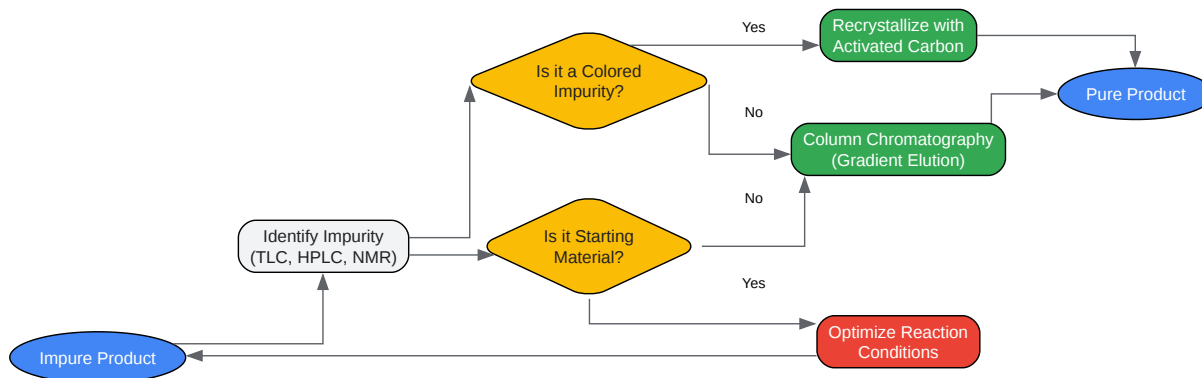 Yes
Recrystallize with
Activated Carbon
Is it a Colored
Impurity?
Pure Product
No
Column Chromatography
(Gradient Elution)
No
Identify Impurity
(TLC, HPLC, NMR)
Is it Starting
Material?
Yes
Impure Product
Optimize Reaction
Conditions